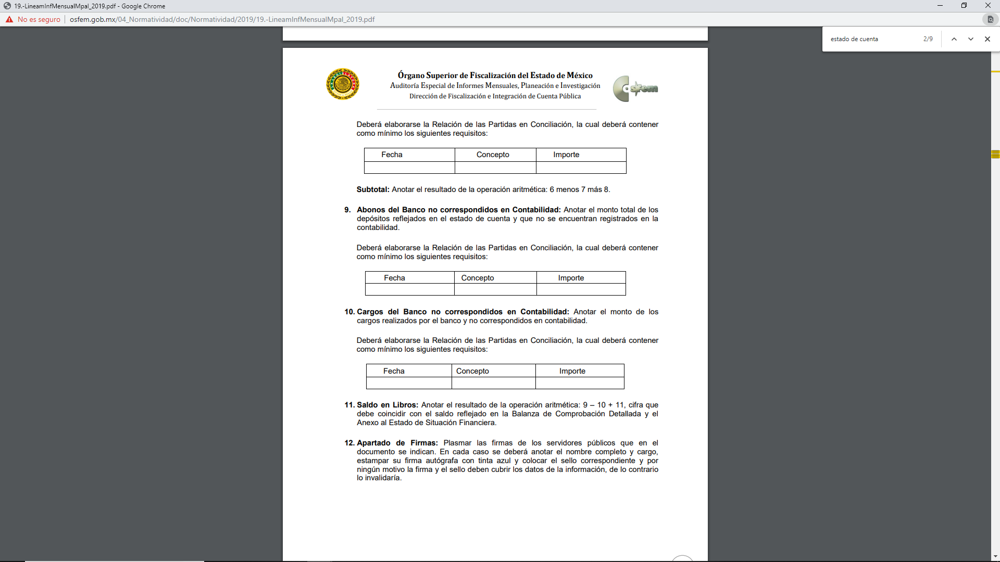 19.-LineamInfMensualMpal_2019.pdf - Google Chrome
No es seguro
osfem.gob.mx/04_Normatividad/doc/Normatividad/2019/19.-LineamInfMensualMpal_2019.pdf
estado de cuenta 2/9
Órgano Superior de Fiscalización del Estado de México
Auditoría Especial de Informes Mensuales, Planeación e Investigación
Dirección de Fiscalización e Integración de Cuenta Pública
osfem
Deberá elaborarse la Relación de las Partidas en Conciliación, la cual deberá contener
como mínimo los siguientes requisitos:
Fecha Concepto Importe
Subtotal: Anotar el resultado de la operación aritmética: 6 menos 7 más 8.
9. Abonos del Banco no correspondidos en Contabilidad: Anotar el monto total de los
depósitos reflejados en el estado de cuenta y que no se encuentran registrados en la
contabilidad.
Deberá elaborarse la Relación de las Partidas en Conciliación, la cual deberá contener
como mínimo los siguientes requisitos:
Fecha Concepto Importe
10. Cargos del Banco no correspondidos en Contabilidad: Anotar el monto de los
cargos realizados por el banco y no correspondidos en contabilidad.
Deberá elaborarse la Relación de las Partidas en Conciliación, la cual deberá contener
como mínimo los siguientes requisitos:
Fecha Concepto Importe
11. Saldo en Libros: Anotar el resultado de la operación aritmética: 9 – 10 + 11, cifra que
debe coincidir con el saldo reflejado en la Balanza de Comprobación Detallada y el
Anexo al Estado de Situación Financiera.
12. Apartado de Firmas: Plasmar las firmas de los servidores públicos que en el
documento se indican. En cada caso se deberá anotar el nombre completo y cargo,
estampar su firma autógrafa con tinta azul y colocar el sello correspondiente y por
ningún motivo la firma y el sello deben cubrir los datos de la información, de lo contrario
lo invalidaría.